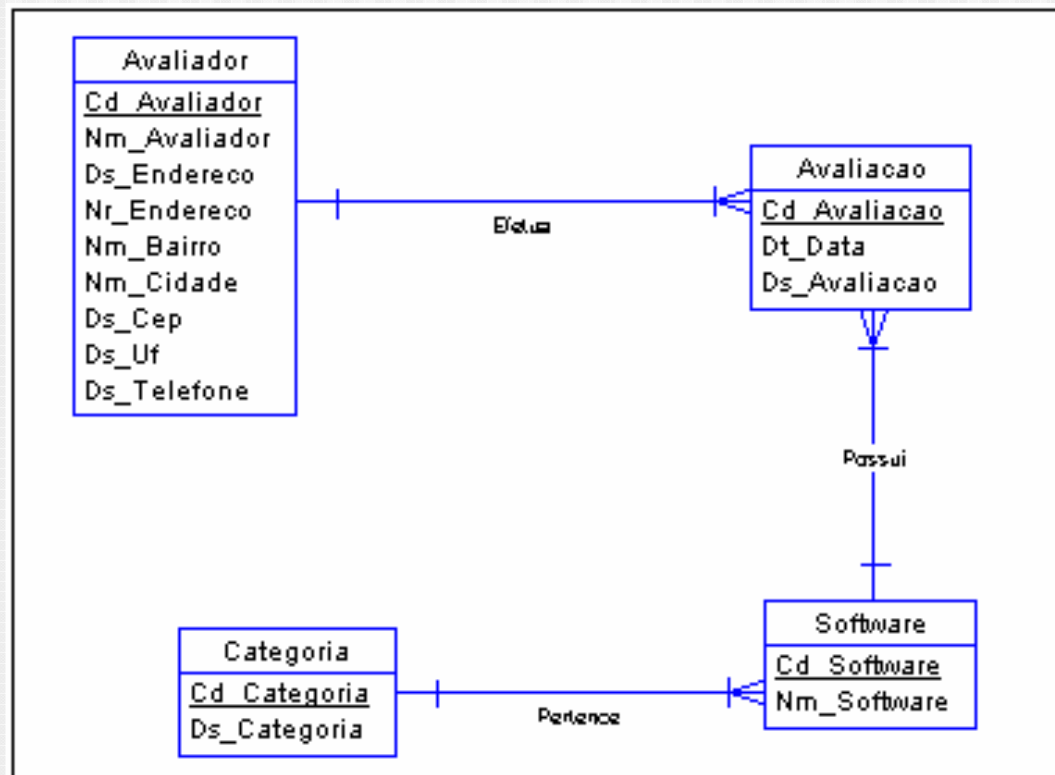 Avaliador
Cd_Avaliador
Nm_Avaliador
Ds_Endereco
Nr_Endereco
Nm_Bairro
Nm_Cidade
Ds_Cep
Ds_Uf
Ds_Telefone
Efetua
Avaliacao
Cd_Avaliacao
Dt_Data
Ds_Avaliacao
Possui
Categoria
Cd_Categoria
Ds_Categoria
Pertence
Software
Cd_Software
Nm_Software